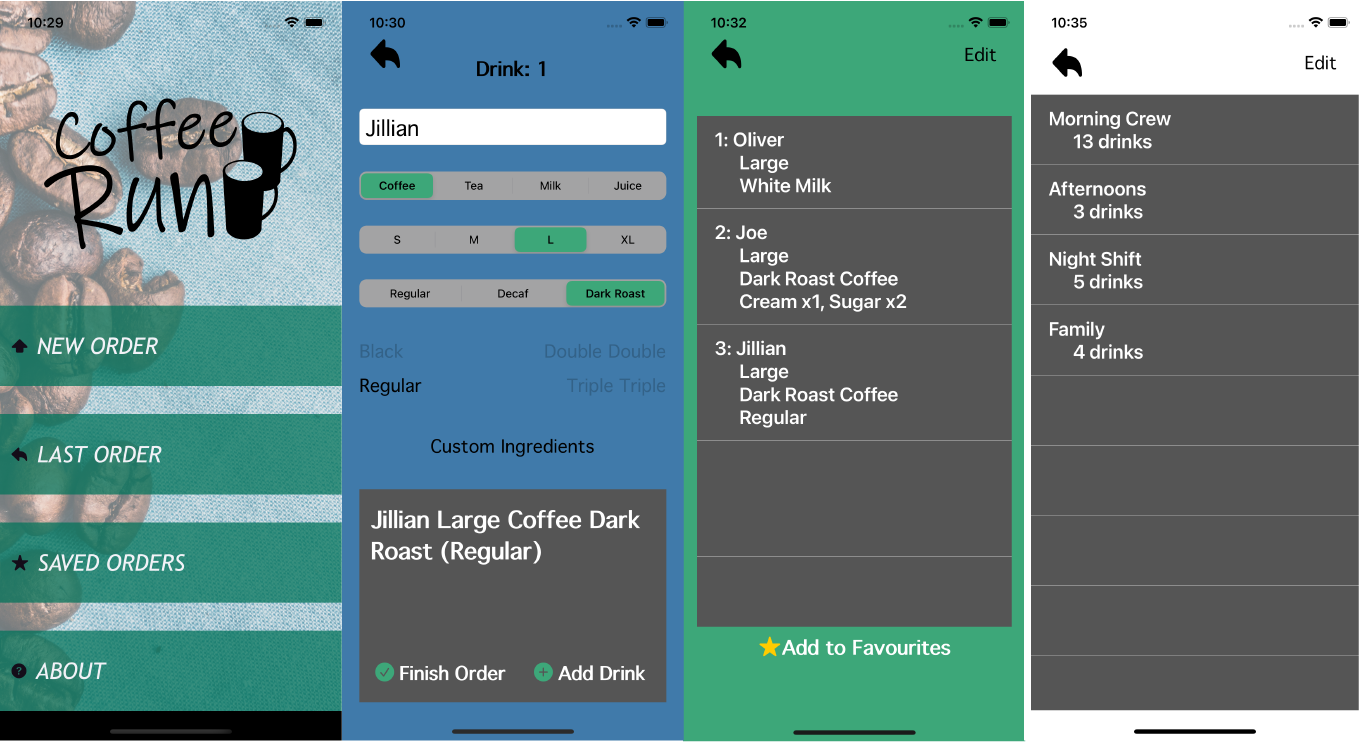 10:29
Coffee
Run
NEW ORDER
LAST ORDER
SAVED ORDERS
ABOUT
10:30
Drink: 1
Jillian
Coffee Tea Milk Juice
S M L XL
Regular Decaf Dark Roast
Black Double Double
Regular Triple Triple
Custom Ingredients
Jillian Large Coffee Dark
Roast (Regular)
Finish Order Add Drink
10:32
Edit
1: Oliver
Large
White Milk
2: Joe
Large
Dark Roast Coffee
Cream x1, Sugar x2
3: Jillian
Large
Dark Roast Coffee
Regular
Add to Favourites
10:35
Edit
Morning Crew
13 drinks
Afternoons
3 drinks
Night Shift
5 drinks
Family
4 drinks